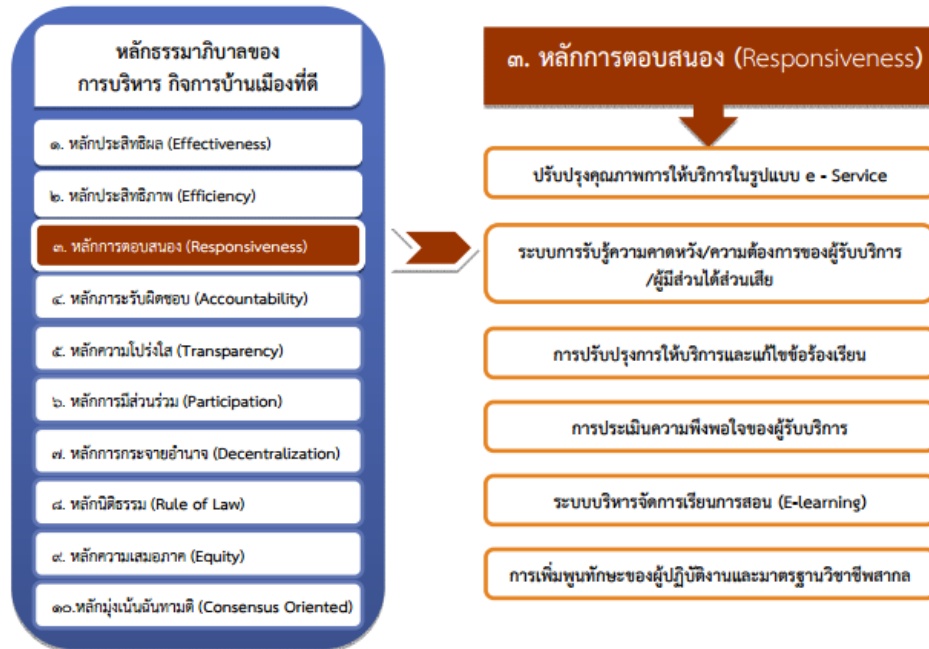 หลักธรรมาภิบาลของ
การบริหาร กิจการบ้านเมืองที่ดี
๑. หลักประสิทธิผล (Effectiveness)
๒. หลักประสิทธิภาพ (Efficiency)
๓. หลักการตอบสนอง (Responsiveness)
๔. หลักภาระรับผิดชอบ (Accountability)
๕. หลักความโปร่งใส (Transparency)
๖. หลักการมีส่วนร่วม (Participation)
๗. หลักการกระจายอำนาจ (Decentralization)
๘. หลักนิติธรรม (Rule of Law)
๙. หลักความเสมอภาค (Equity)
๑๐.หลักมุ่งเน้นฉันทามติ (Consensus Oriented)
๓. หลักการตอบสนอง (Responsiveness)
ปรับปรุงคุณภาพการให้บริการในรูปแบบ e - Service
ระบบการรับรู้ความคาดหวัง/ความต้องการของผู้รับบริการ
/ผู้มีส่วนได้ส่วนเสีย
การปรับปรุงการให้บริการและแก้ไขข้อร้องเรียน
การประเมินความพึงพอใจของผู้รับบริการ
ระบบบริหารจัดการเรียนการสอน (E-learning)
การเพิ่มพูนทักษะของผู้ปฏิบัติงานและมาตรฐานวิชาชีพสากล